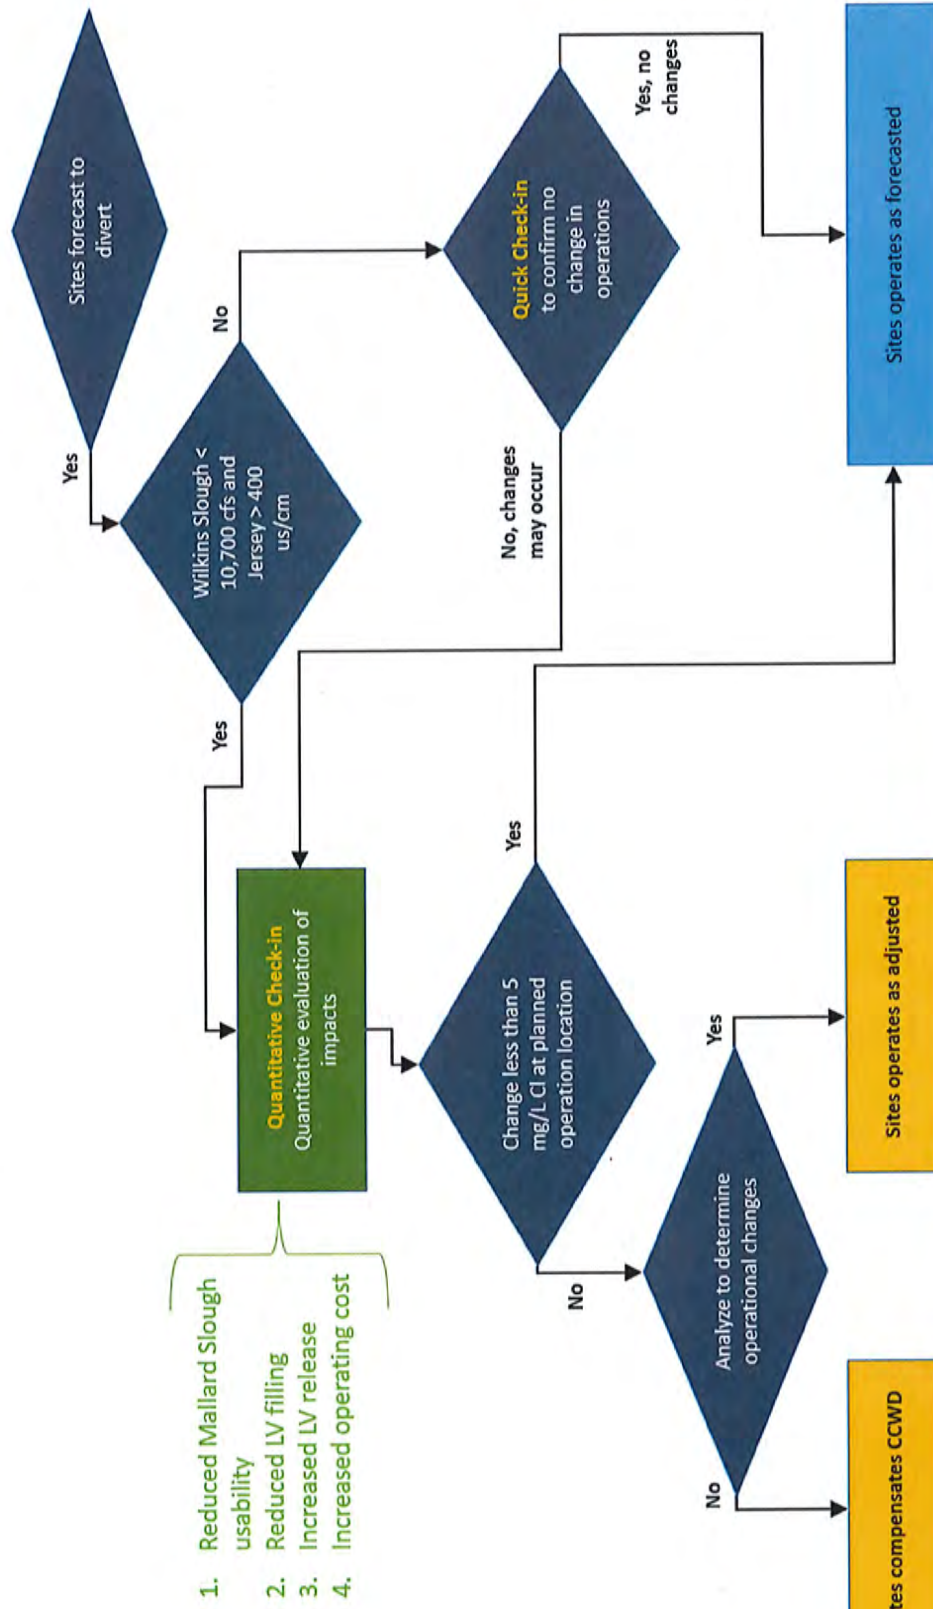 Sites forecast to
divert
Yes
Wilkins Slough <
10,700 cfs and
Jersey > 400
us/cm
No
Yes
Quick Check-in
to confirm no
change in
operations
Yes, no
changes
No, changes
may occur
Quantitative Check-in
Quantitative evaluation of
impacts
1. Reduced Mallard Slough
usability
2. Reduced LV filling
3. Increased LV release
4. Increased operating cost
Change less than 5
mg/L Cl at planned
operation location
Yes
No
Analyze to determine
operational changes
Yes
No
Sites operates as forecasted
Sites operates as adjusted
tes compensates CCWD